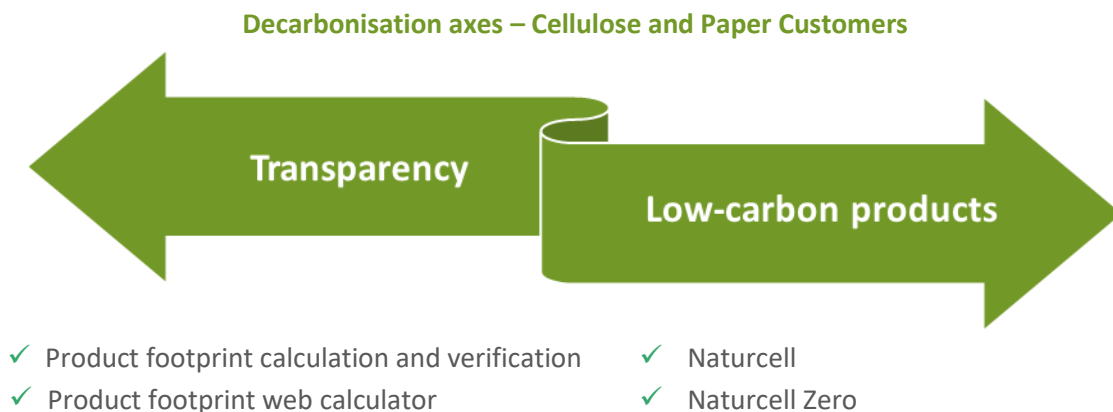 Decarbonisation axes – Cellulose and Paper Customers
Transparency
Low-carbon products
✓ Product footprint calculation and verification
✓ Product footprint web calculator
✓ Naturcell
✓ Naturcell Zero